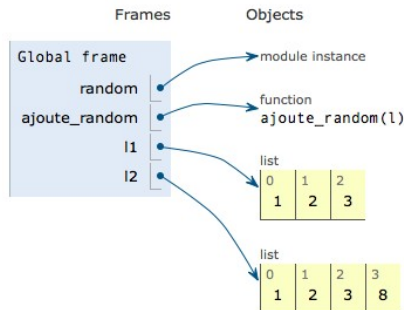 Frames Objects
Global frame
module instance
random
function
ajoute_random ajoute_random(l)
l1
list
0 1 2
1 2 3
l2
list
0 1 2 3
1 2 3 8